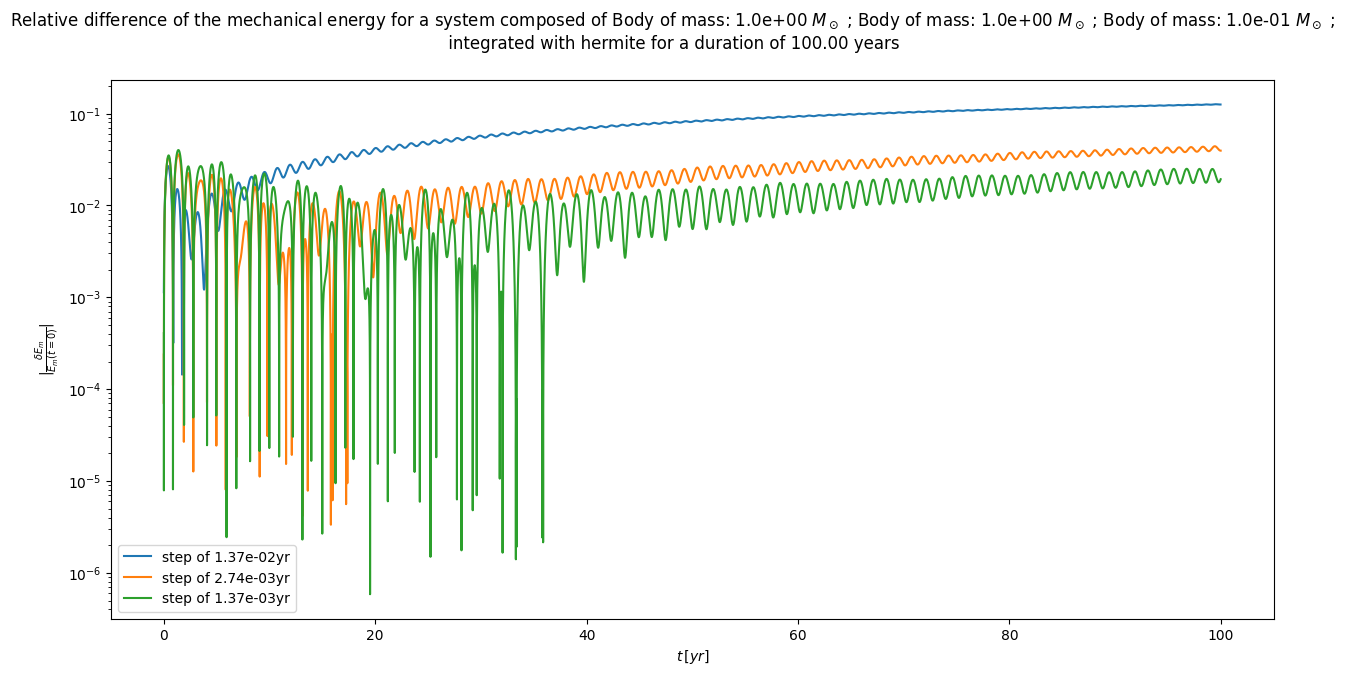 Relative difference of the mechanical energy for a system composed of Body of mass: 1.0e+00 M⊙ ; Body of mass: 1.0e+00 M⊙ ; Body of mass: 1.0e-01 M⊙ ;
integrated with hermite for a duration of 100.00 years
10⁻¹
10⁻²
10⁻³
10⁻⁴
10⁻⁵
10⁻⁶
|δEₘ/Eₘ(t=0)|
step of 1.37e-02yr
step of 2.74e-03yr
step of 1.37e-03yr
0 20 40 60 80 100
t [yr]